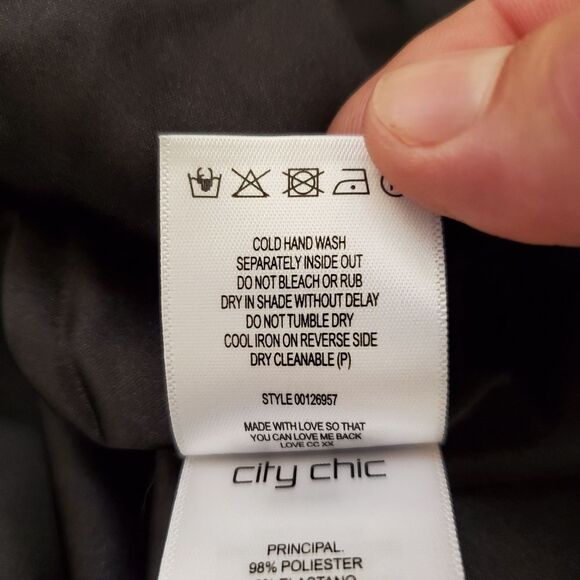 COLD HAND WASH
SEPARATELY INSIDE OUT
DO NOT BLEACH OR RUB
DRY IN SHADE WITHOUT DELAY
DO NOT TUMBLE DRY
COOL IRON ON REVERSE SIDE
DRY CLEANABLE (P)
STYLE 00126957
MADE WITH LOVE SO THAT
YOU CAN LOVE ME BACK
LOVE CC XX
city chic
PRINCIPAL.
98% POLIESTER
ELASTANO